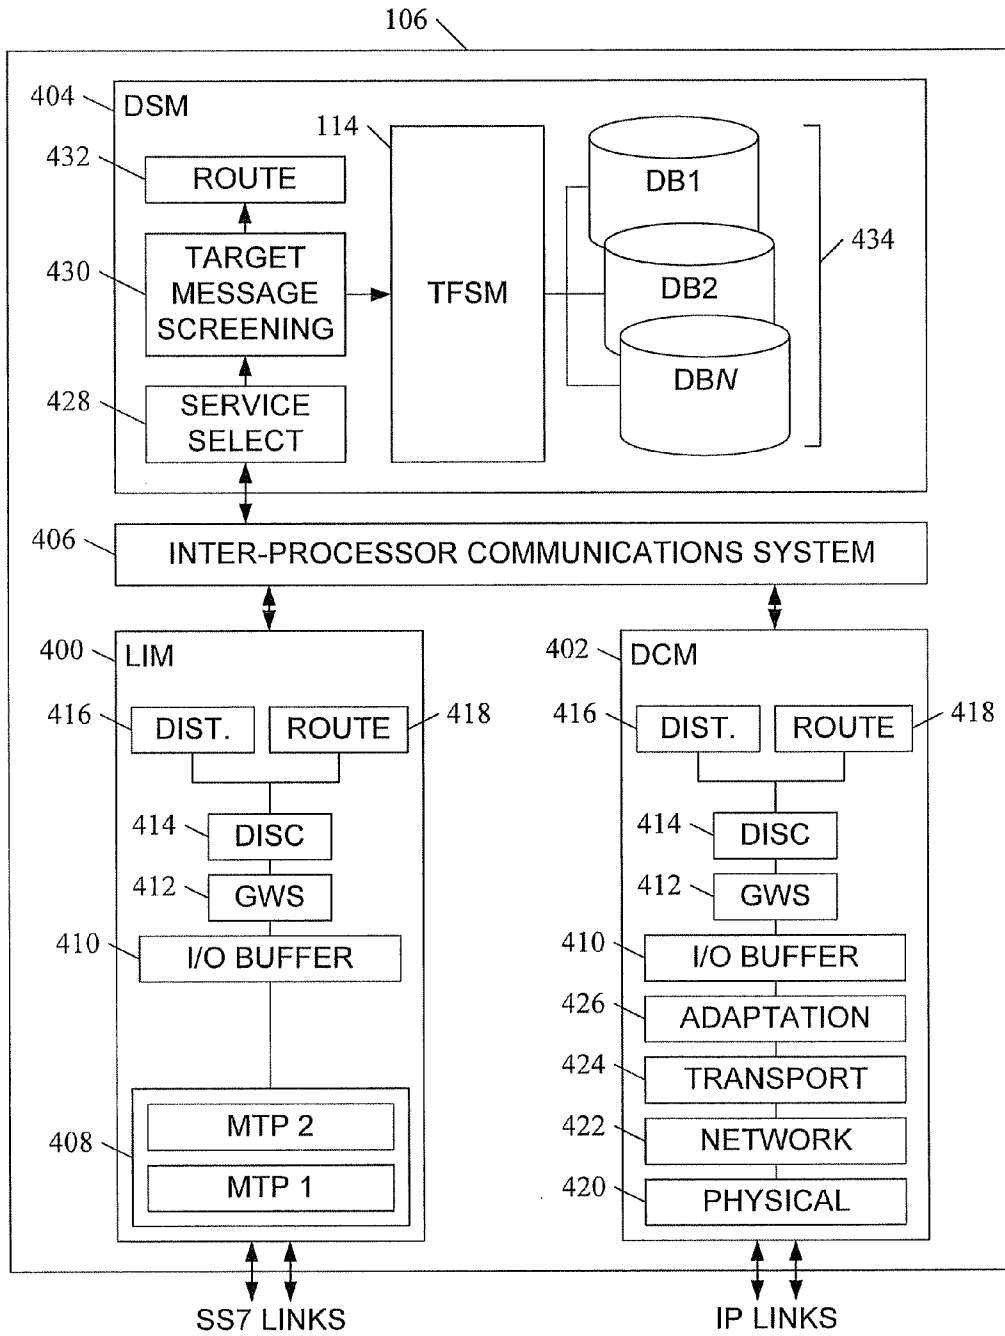 106
404
DSM
114
432
ROUTE
DB1
430
TARGET
MESSAGE
SCREENING
434
TFSM
DB2
428
SERVICE
SELECT
DBN
406
INTER-PROCESSOR COMMUNICATIONS SYSTEM
400
LIM
416
DIST.
ROUTE
418
414
DISC
412
GWS
410
I/O BUFFER
408
MTP 2
MTP 1
SS7 LINKS
402
DCM
416
DIST.
ROUTE
418
414
DISC
412
GWS
410
I/O BUFFER
426
ADAPTATION
424
TRANSPORT
422
NETWORK
420
PHYSICAL
IP LINKS